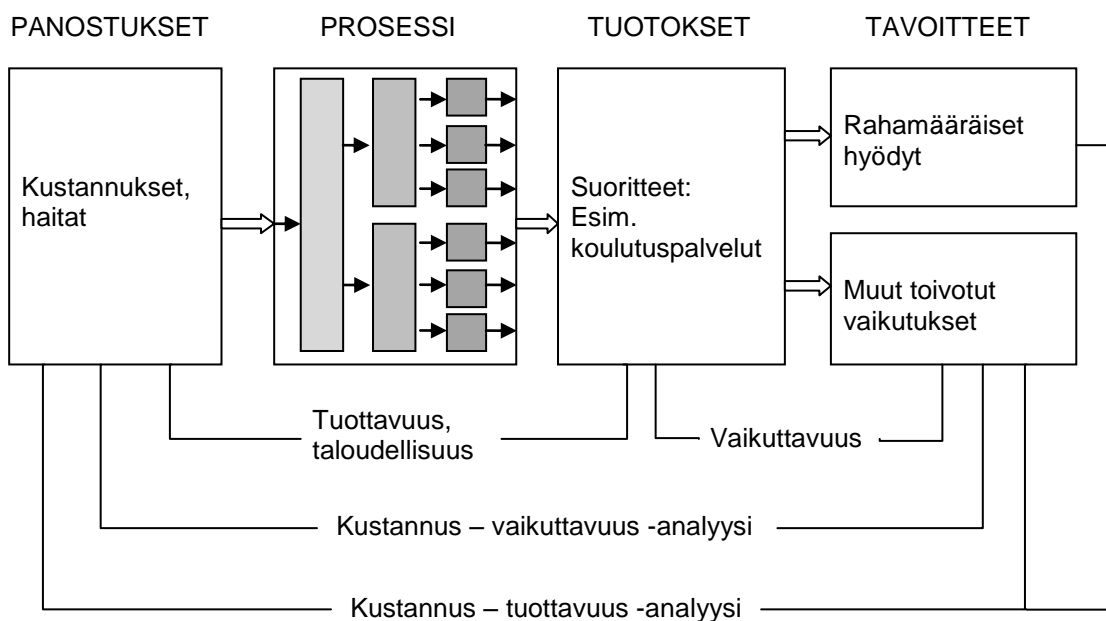 PANOSTUKSET
PROSESSI
TUOTOKSET
TAVOITTEET
Kustannukset,
haitat
Suoritteet:
Esim.
koulutuspalvelut
Rahamääräiset
hyödyt
Muut toivotut
vaikutukset
Tuottavuus,
taloudellisuus
Vaikuttavuus
Kustannus – vaikuttavuus -analyysi
Kustannus – tuottavuus -analyysi